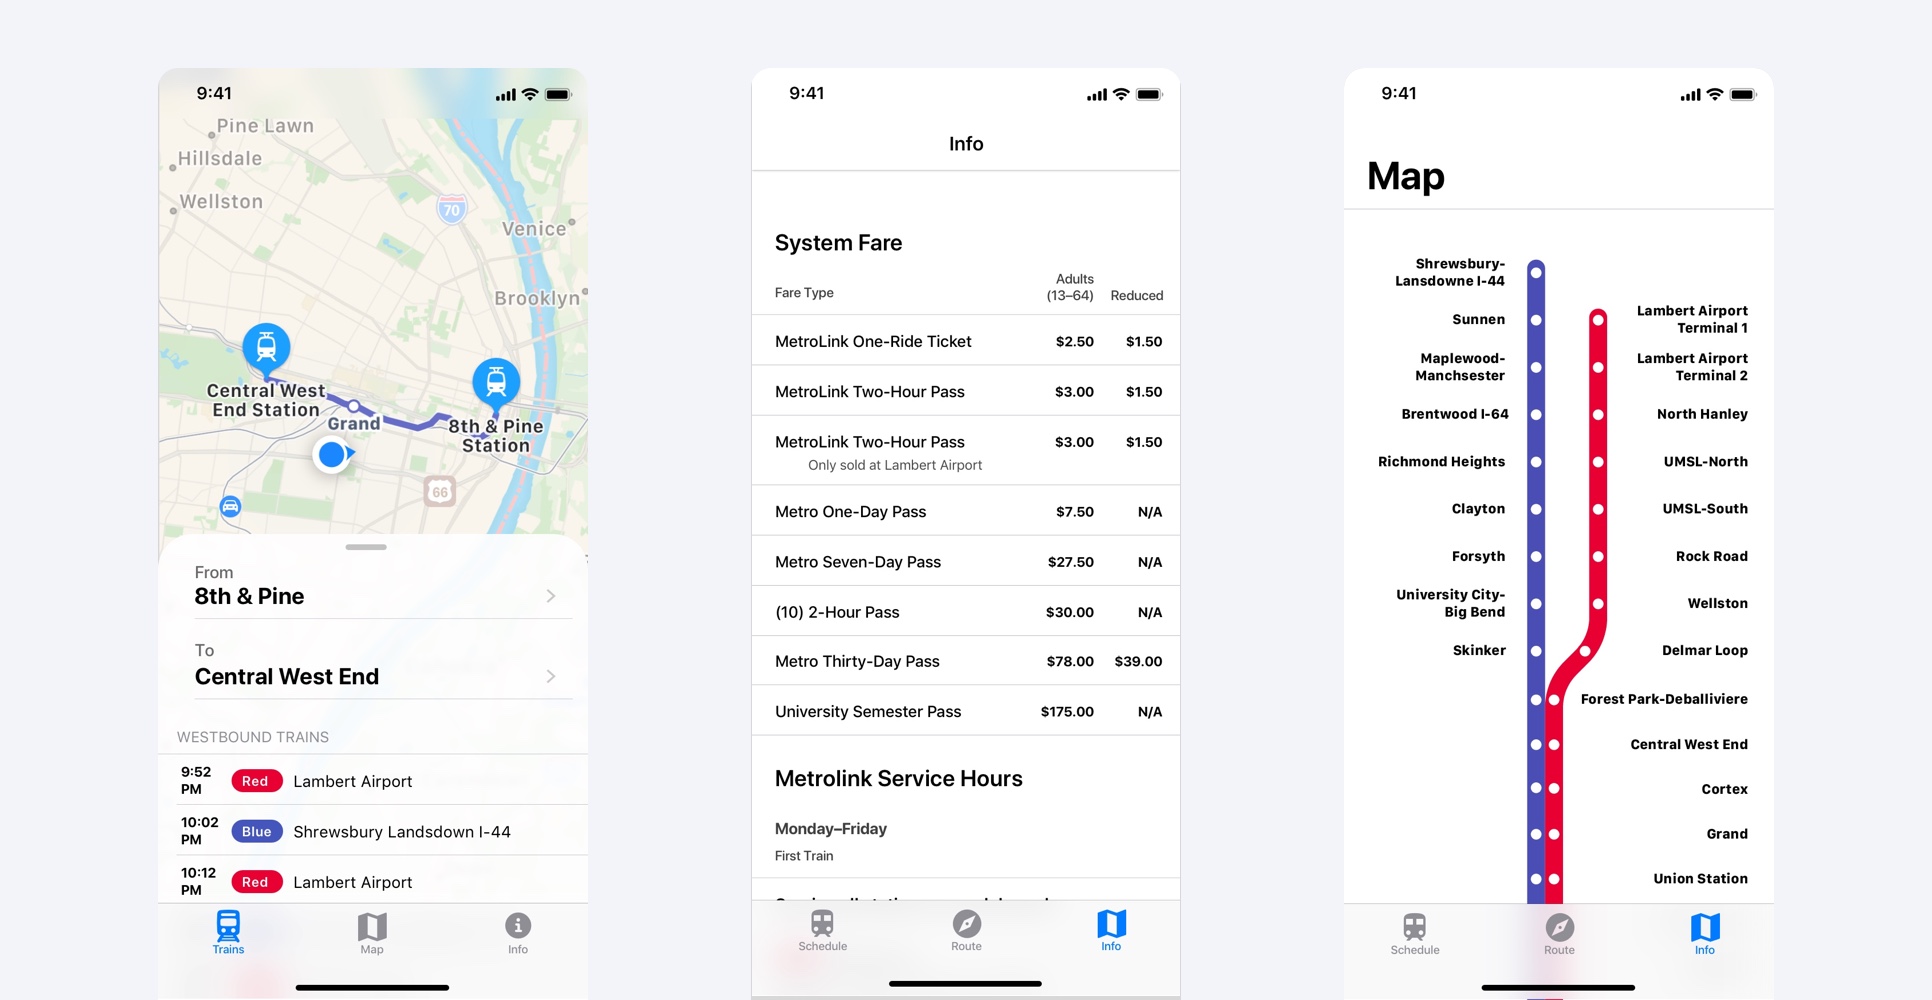 9:41
Pine Lawn
Hillsdale
Wellston
70
Venice
Brooklyn
Central West
End Station
Grand
8th & Pine
Station
66
From
8th & Pine
To
Central West End
WESTBOUND TRAINS
9:52
PM
Red
Lambert Airport
10:02
PM
Blue
Shrewsbury Landsdown I-44
10:12
PM
Red
Lambert Airport
Trains
Map
Info
9:41
Info
System Fare
Fare Type
Adults
(13–64)
Reduced
MetroLink One-Ride Ticket $2.50 $1.50
MetroLink Two-Hour Pass $3.00 $1.50
MetroLink Two-Hour Pass $3.00 $1.50
Only sold at Lambert Airport
Metro One-Day Pass $7.50 N/A
Metro Seven-Day Pass $27.50 N/A
(10) 2-Hour Pass $30.00 N/A
Metro Thirty-Day Pass $78.00 $39.00
University Semester Pass $175.00 N/A
Metrolink Service Hours
Monday–Friday
First Train
Schedule
Route
Info
9:41
Map
Shrewsbury-
Lansdowne I-44
Sunnen
Maplewood-
Manchsester
Brentwood I-64
Richmond Heights
Clayton
Forsyth
University City-
Big Bend
Skinker
Lambert Airport
Terminal 1
Lambert Airport
Terminal 2
North Hanley
UMSL-North
UMSL-South
Rock Road
Wellston
Delmar Loop
Forest Park-Deballiviere
Central West End
Cortex
Grand
Union Station
Schedule
Route
Info